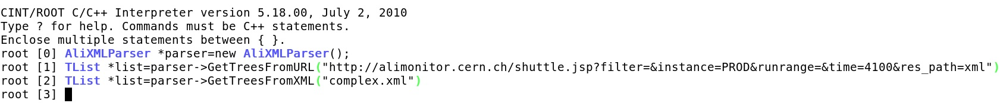 CINT/ROOT C/C++ Interpreter version 5.18.00, July 2, 2010
Type ? for help. Commands must be C++ statements.
Enclose multiple statements between { }.
root [0] AliXMLParser *parser=new AliXMLParser();
root [1] TList *list=parser->GetTreesFromURL("http://alimonitor.cern.ch/shuttle.jsp?filter=&instance=PROD&runrange=&time=4100&res_path=xml")
root [2] TList *list=parser->GetTreesFromXML("complex.xml")
root [3]